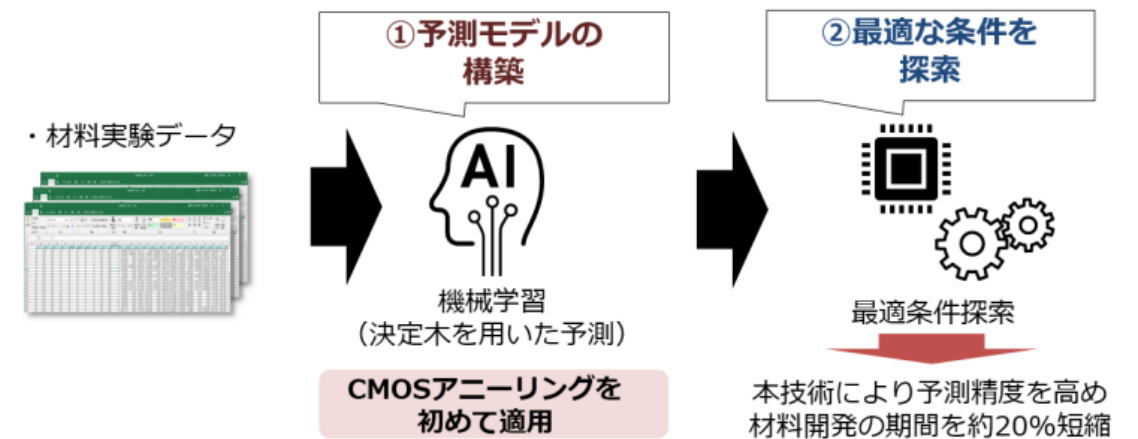 ・材料実験データ
①予測モデルの
構築
AI
機械学習
（決定木を用いた予測）
CMOSアニーリングを
初めて適用
②最適な条件を
探索
最適条件探索
本技術により予測精度を高め
材料開発の期間を約20%短縮